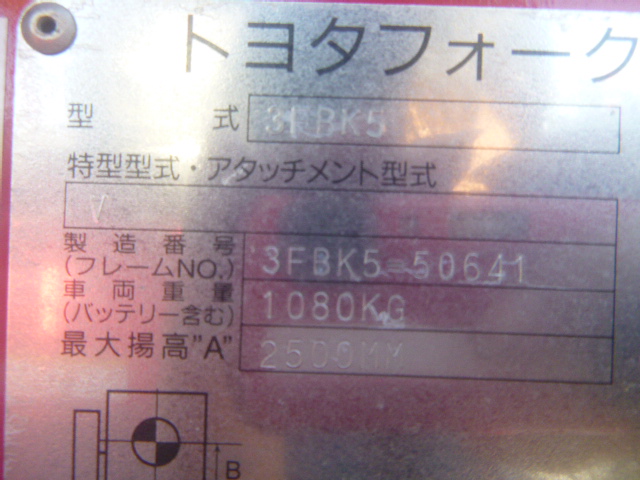 トヨタフォーク
型 式 3FBK5
特型型式・アタッチメント型式
V
製造番号 (フレームNO.) 3FBK5-50641
車両重量 (バッテリー含む) 1080KG
最大揚高"A" 2500MM
B